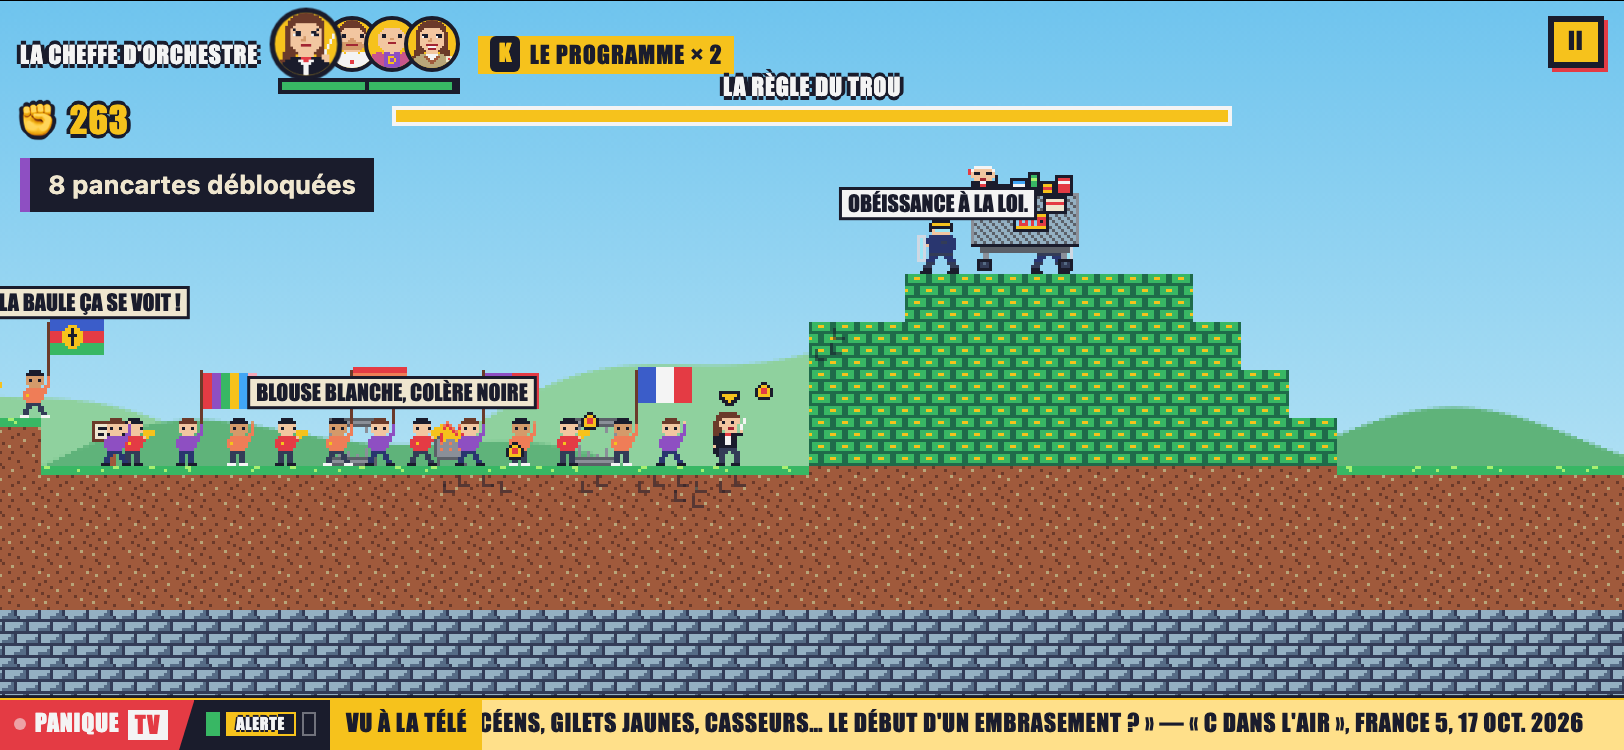 LA CHEFFE D'ORCHESTRE
K LE PROGRAMME × 2
LA RÈGLE DU TROU
263
8 pancartes débloquées
OBÉISSANCE À LA LOI.
LA BAULE ÇA SE VOIT !
BLOUSE BLANCHE, COLÈRE NOIRE
PANIQUE TV
ALERTE
VU À LA TÉLÉ
CÉENS, GILETS JAUNES, CASSEURS... LE DÉBUT D'UN EMBRASEMENT ? » — « C DANS L'AIR », FRANCE 5, 17 OCT. 2026